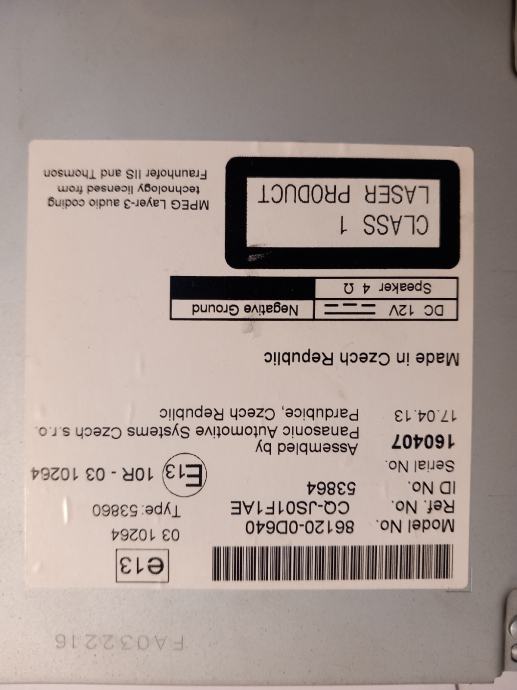 FA032216
e13
03 10264
Model No. 86120-0D640
Ref. No. CQ-JS01F1AE Type:53860
ID No. 53864
Serial No. E13 10R - 03 10264
160407 Assembled by
Panasonic Automotive Systems Czech s.r.o.
17.04.13 Pardubice, Czech Republic
Made in Czech Republic
DC 12V Negative Ground
Speaker 4 Ω
CLASS 1
LASER PRODUCT
MPEG Layer-3 audio coding
technology licensed from
Fraunhofer IIS and Thomson